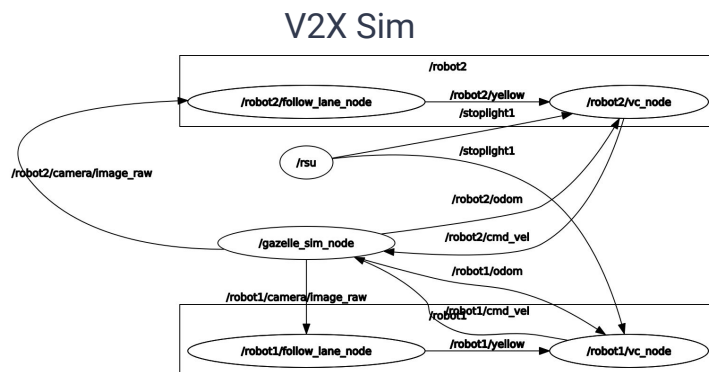 V2X Sim
/robot2
/robot2/follow_lane_node
/robot2/yellow
/robot2/vc_node
/stoplight1
/rsu
/stoplight1
/robot2/camera/image_raw
/robot2/odom
/gazelle_sim_node
/robot2/cmd_vel
/robot1/odom
/robot1/camera/image_raw
/robot1/cmd_vel
/robot1
/robot1/follow_lane_node
/robot1/yellow
/robot1/vc_node